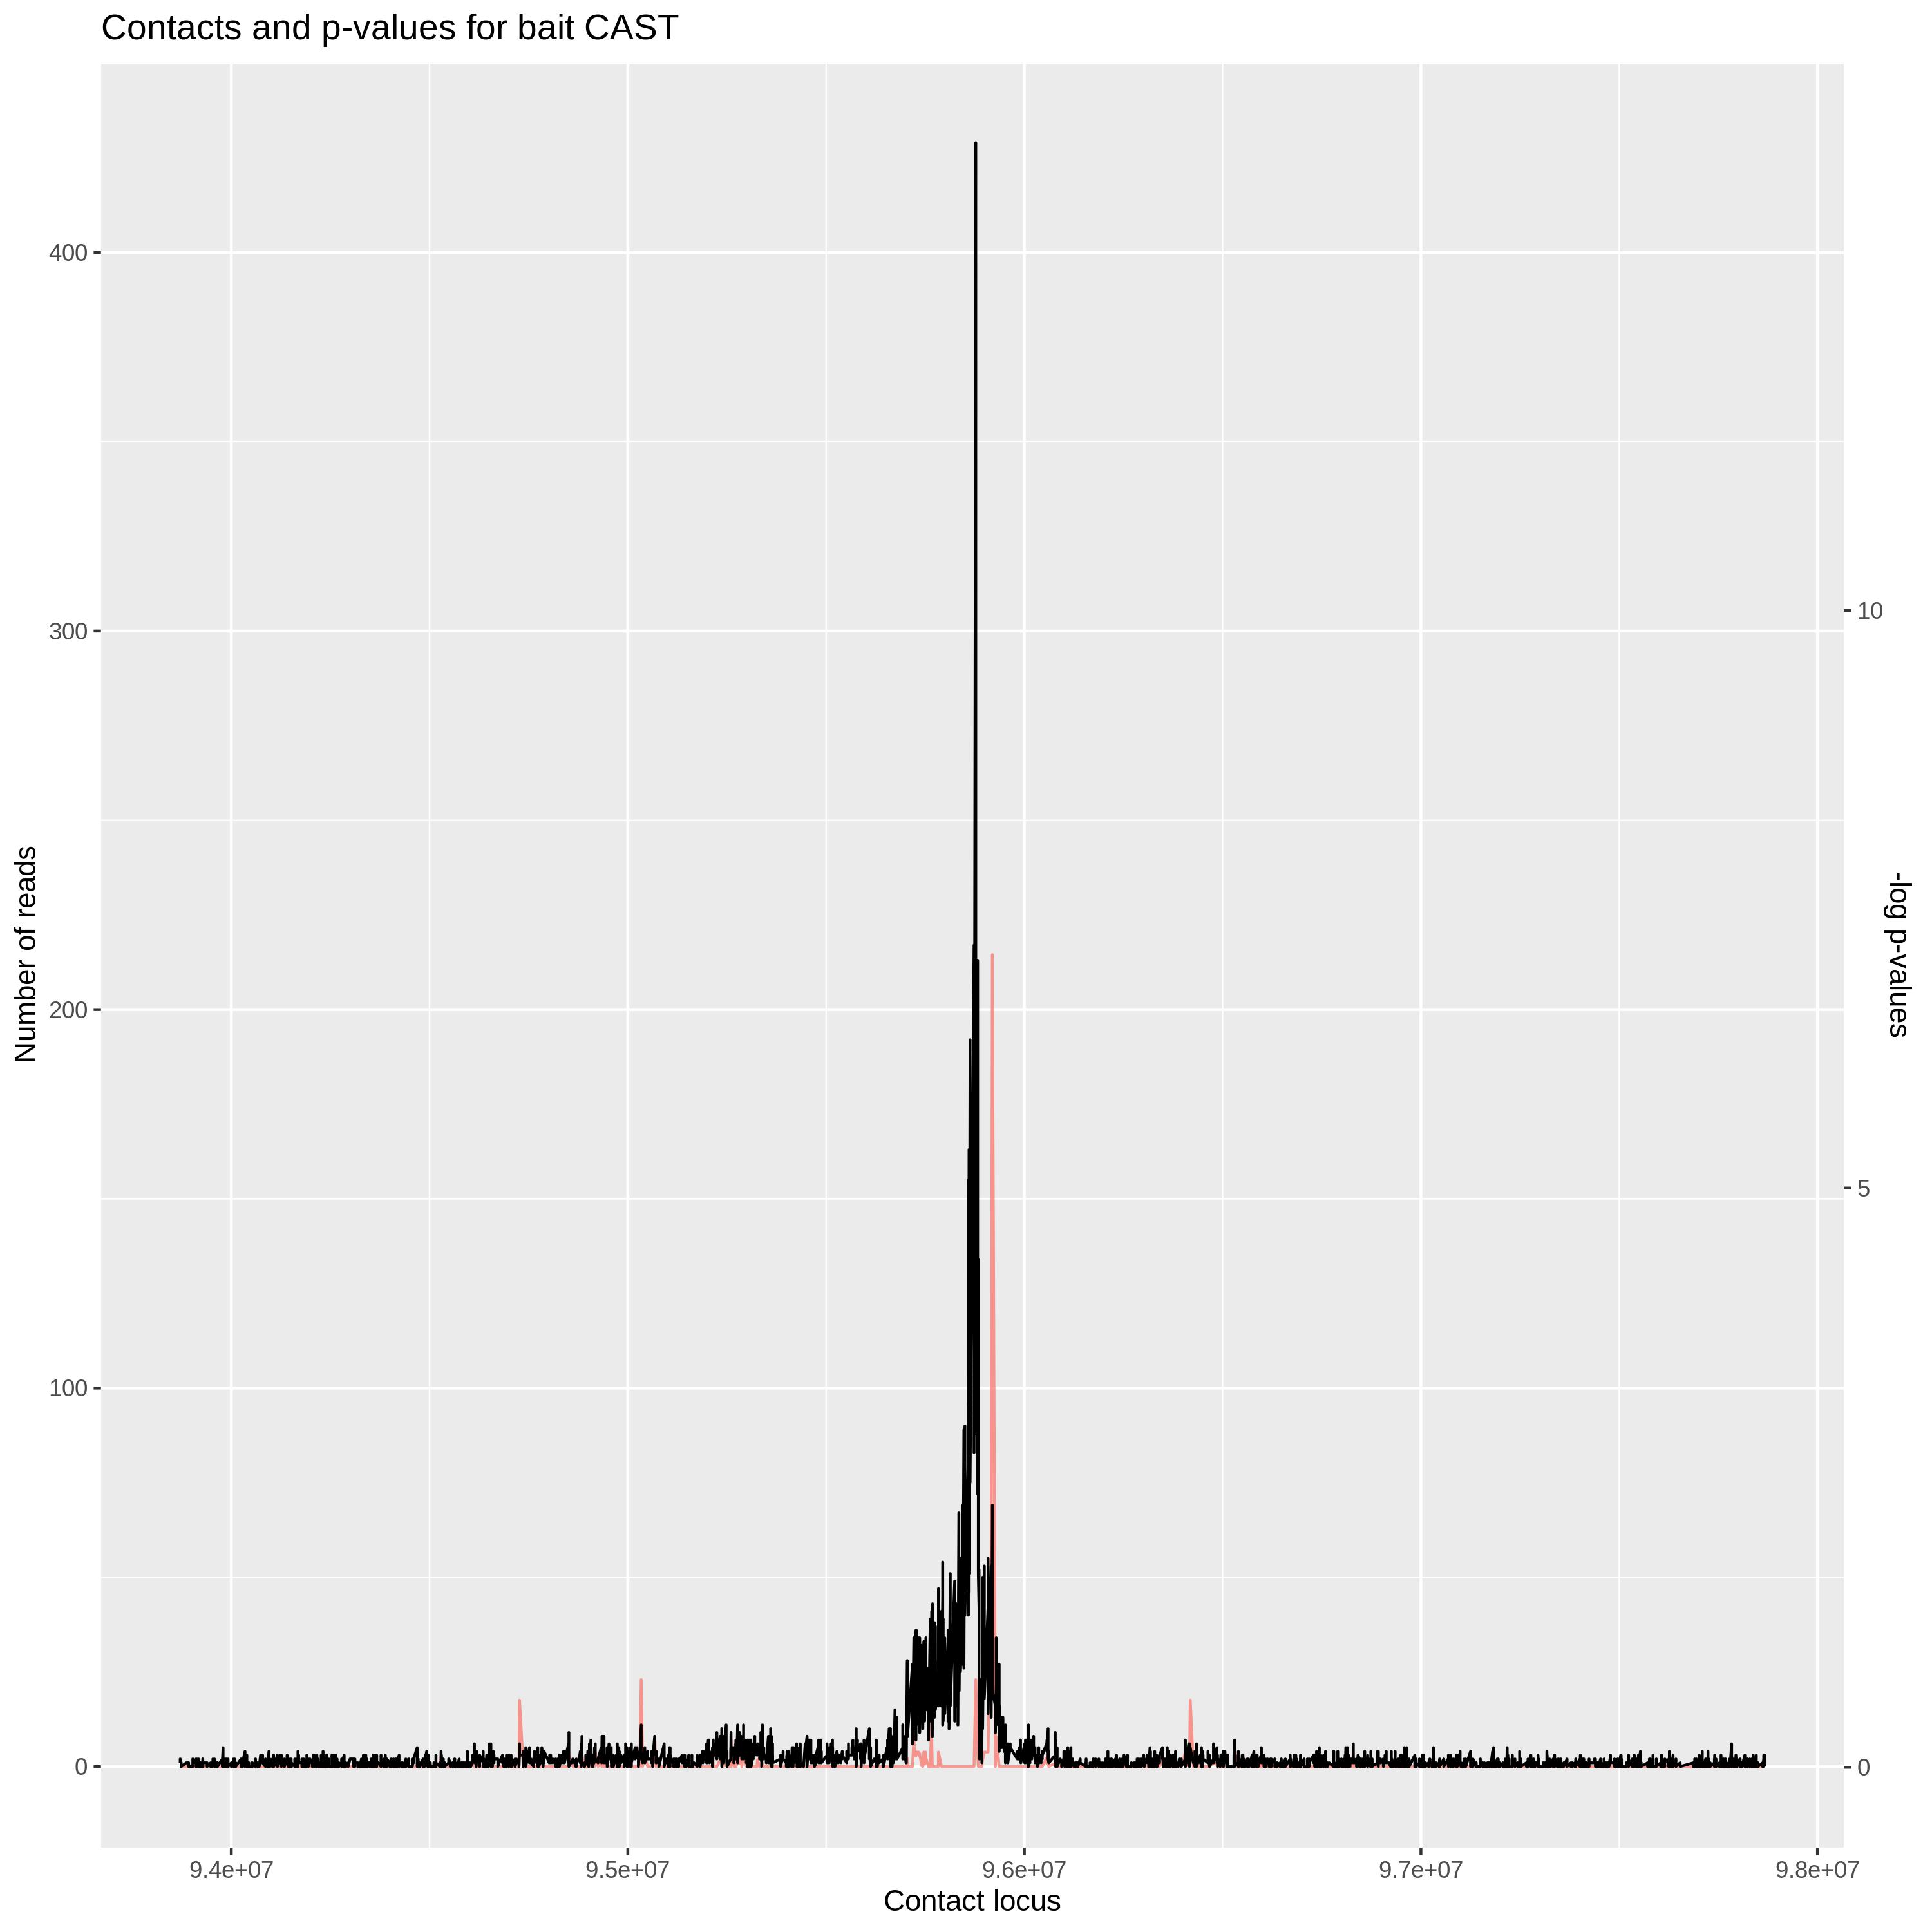 Contacts and p-values for bait CAST
400
300
200
100
0
Number of reads
10
5
0
-log p-values
9.4e+07
9.5e+07
9.6e+07
9.7e+07
9.8e+07
Contact locus